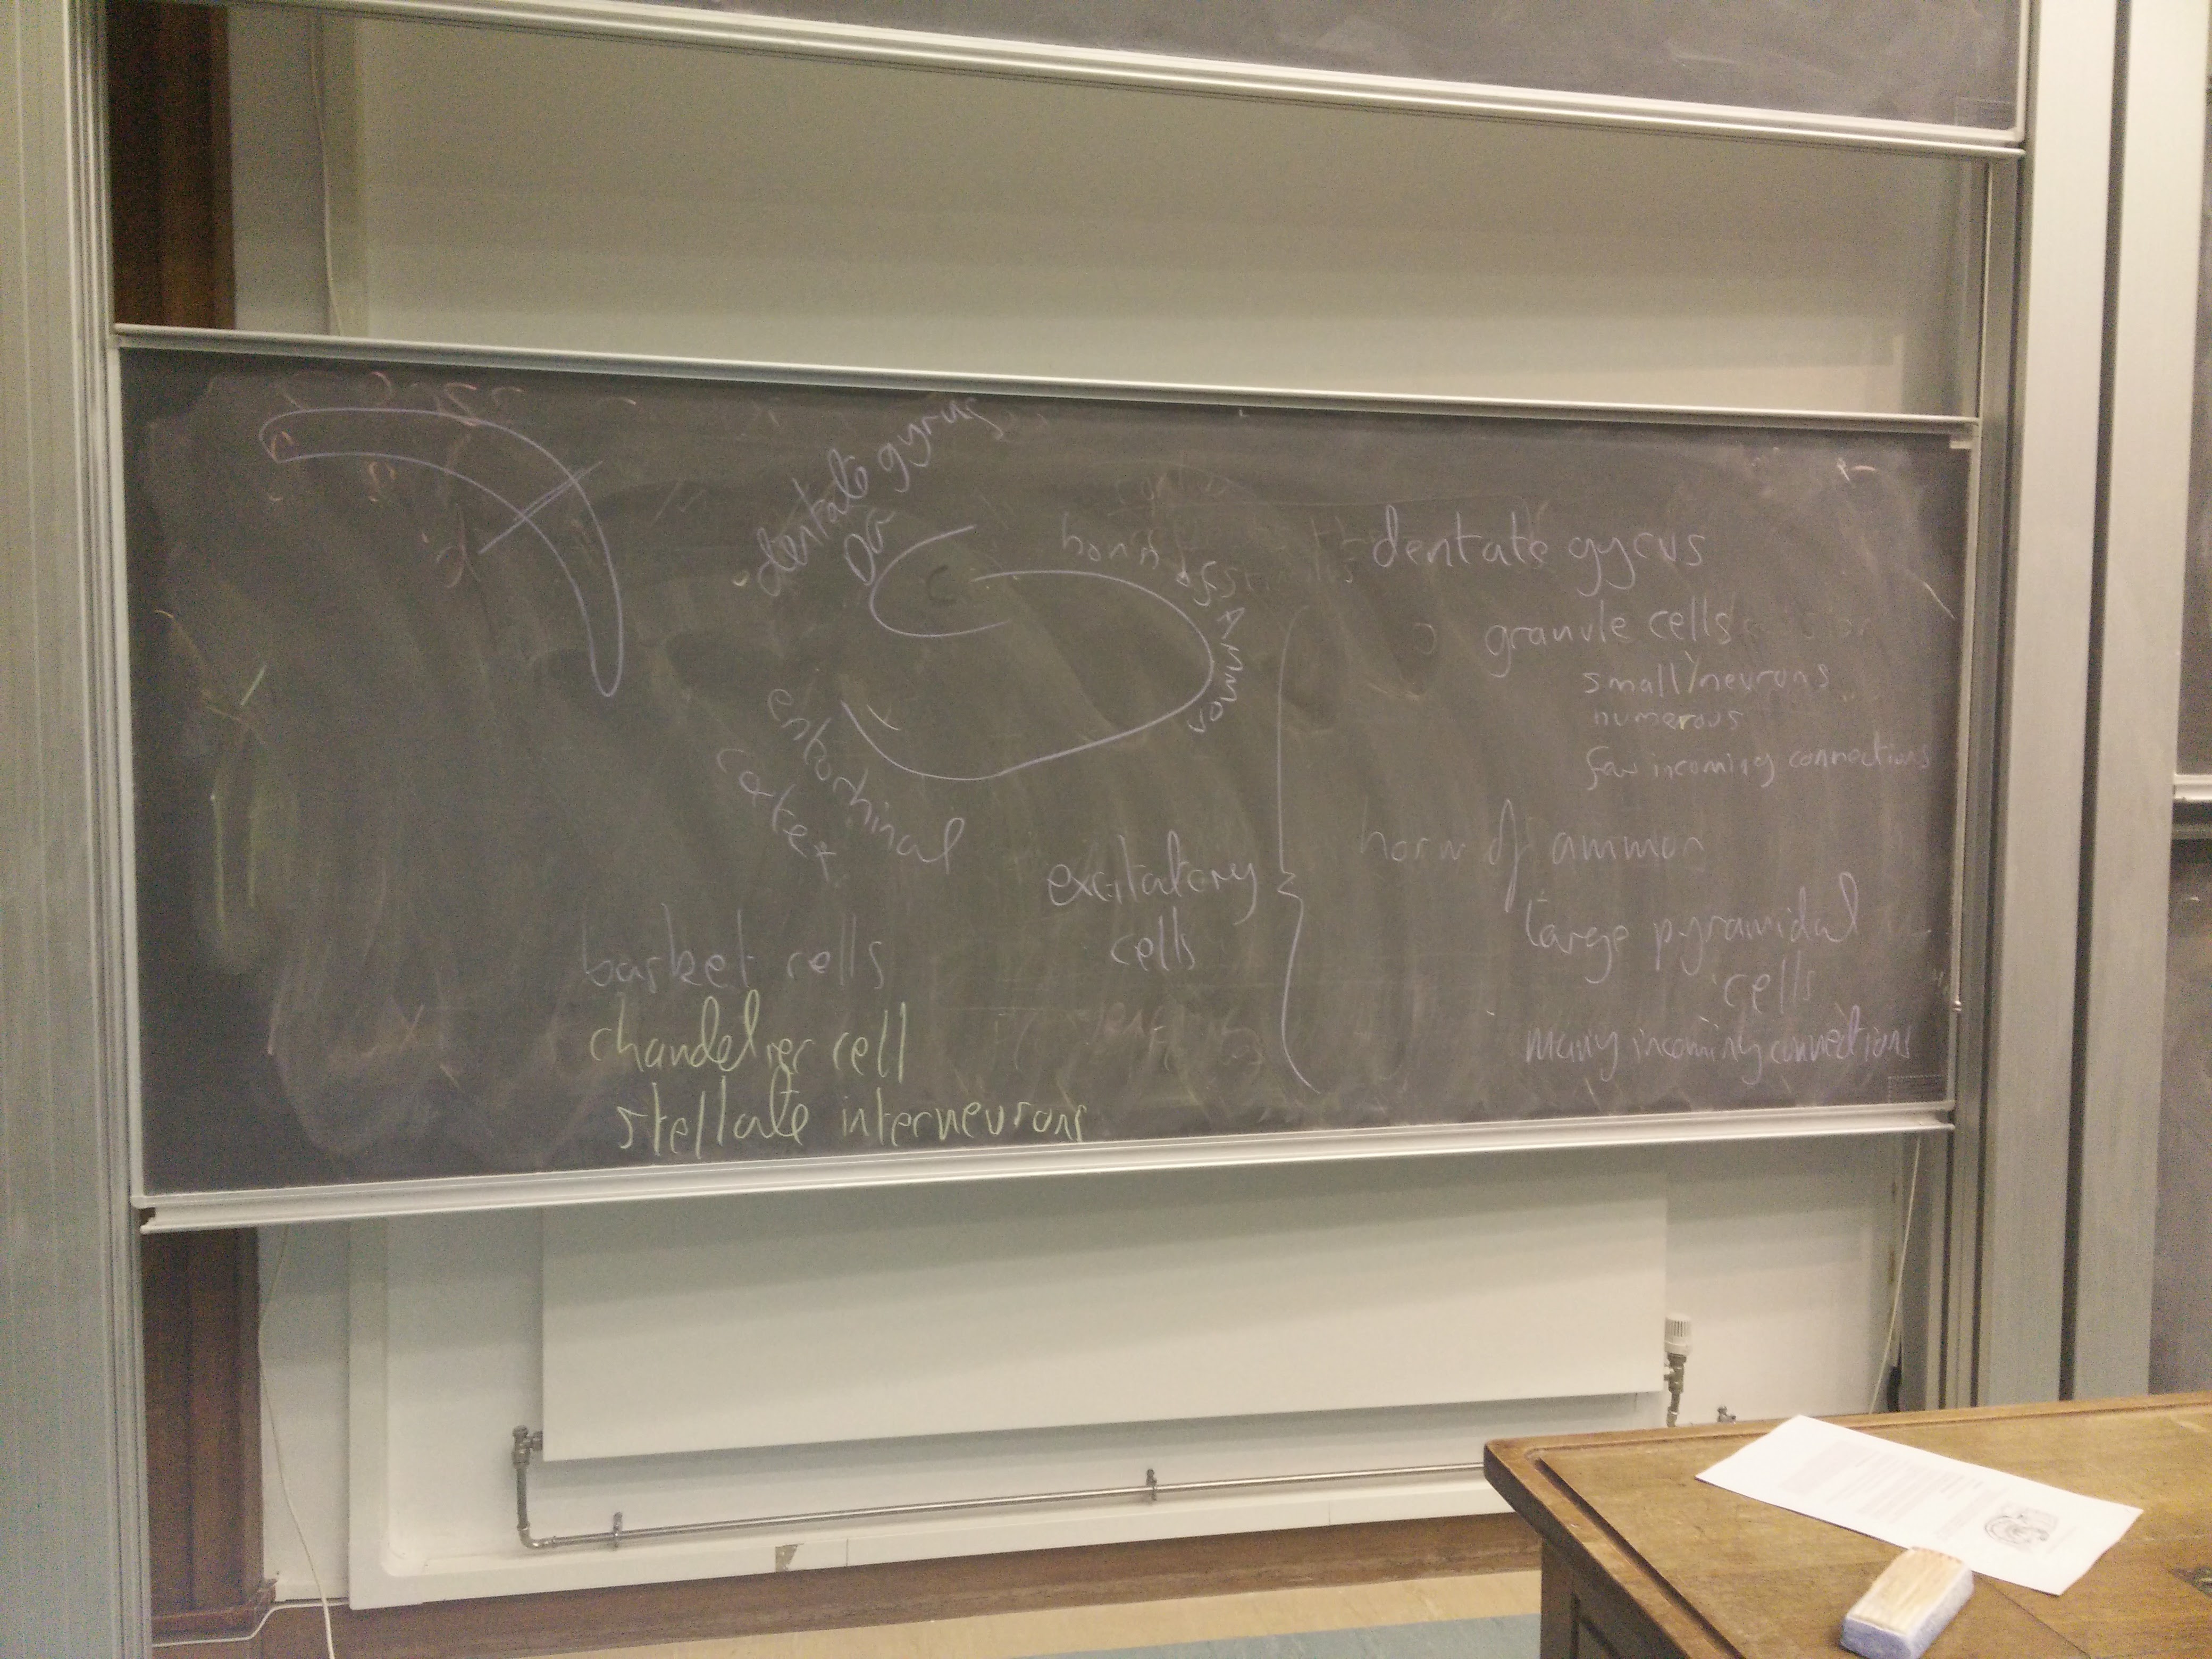 dentate gyrus
DG
horn of Ammon
entorhinal
cortex
dentate gyrus
granule cells
small neurons
numerous
few incoming connections
excitatory
cells
horn of ammon
large pyramidal
cells
many incoming connections
basket cells
chandelier cell
stellate interneurons